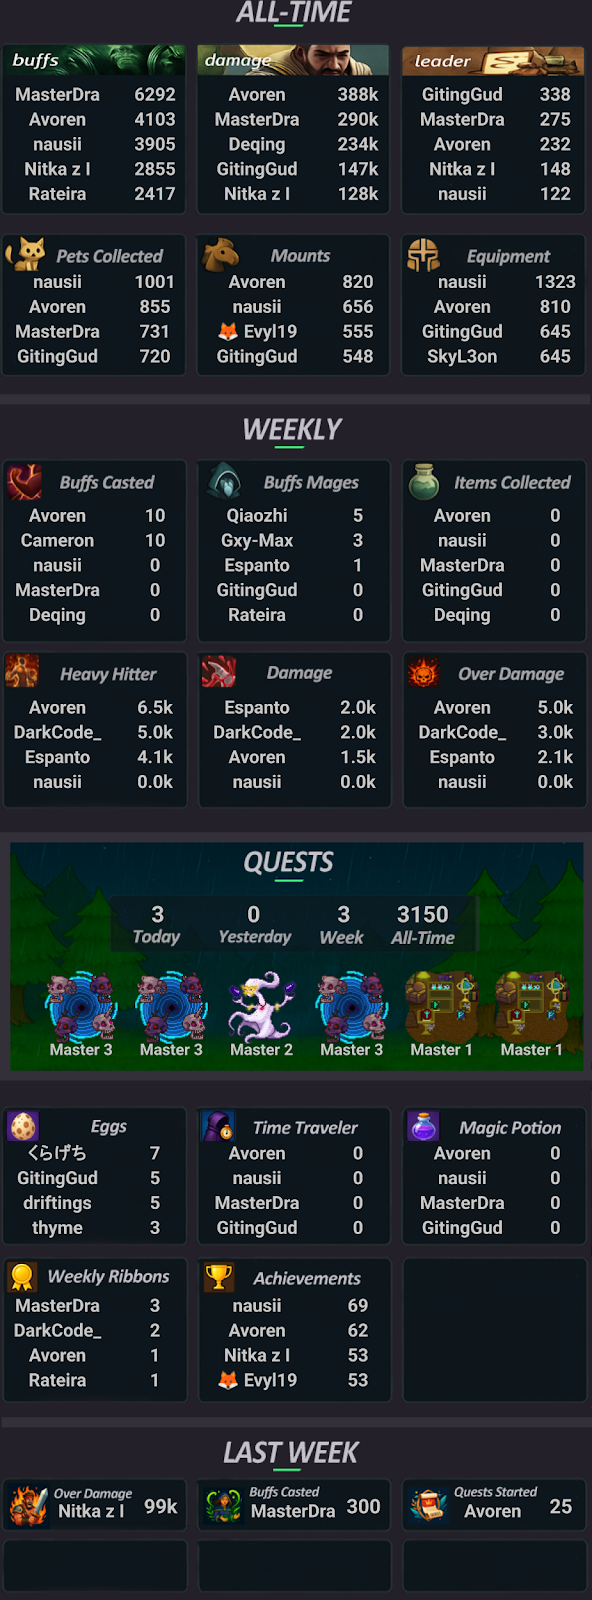 ALL-TIME
buffs
MasterDra 6292
Avoren 4103
nausii 3905
Nitka z l 2855
Rateira 2417
damage
Avoren 388k
MasterDra 290k
Deqing 234k
GitingGud 147k
Nitka z l 128k
leader
GitingGud 338
MasterDra 275
Avoren 232
Nitka z l 148
nausii 122
Pets Collected
nausii 1001
Avoren 855
MasterDra 731
GitingGud 720
Mounts
Avoren 820
nausii 656
🦊 Evyl19 555
GitingGud 548
Equipment
nausii 1323
Avoren 810
GitingGud 645
SkyL3on 645
WEEKLY
Buffs Casted
Avoren 10
Cameron 10
nausii 0
MasterDra 0
Deqing 0
Buffs Mages
Qiaozhi 5
Gxy-Max 3
Espanto 1
GitingGud 0
Rateira 0
Items Collected
Avoren 0
nausii 0
MasterDra 0
GitingGud 0
Deqing 0
Heavy Hitter
Avoren 6.5k
DarkCode_ 5.0k
Espanto 4.1k
nausii 0.0k
Damage
Espanto 2.0k
DarkCode_ 2.0k
Avoren 1.5k
nausii 0.0k
Over Damage
Avoren 5.0k
DarkCode_ 3.0k
Espanto 2.1k
nausii 0.0k
QUESTS
3 0 3 3150
Today Yesterday Week All-Time
Master 3 Master 3 Master 2 Master 3 Master 1 Master 1
Eggs
くらげち 7
GitingGud 5
driftings 5
thyme 3
Time Traveler
Avoren 0
nausii 0
MasterDra 0
GitingGud 0
Magic Potion
Avoren 0
nausii 0
MasterDra 0
GitingGud 0
Weekly Ribbons
MasterDra 3
DarkCode_ 2
Avoren 1
Rateira 1
Achievements
nausii 69
Avoren 62
Nitka z l 53
🦊 Evyl19 53
LAST WEEK
Over Damage
Nitka z l 99k
Buffs Casted
MasterDra 300
Quests Started
Avoren 25